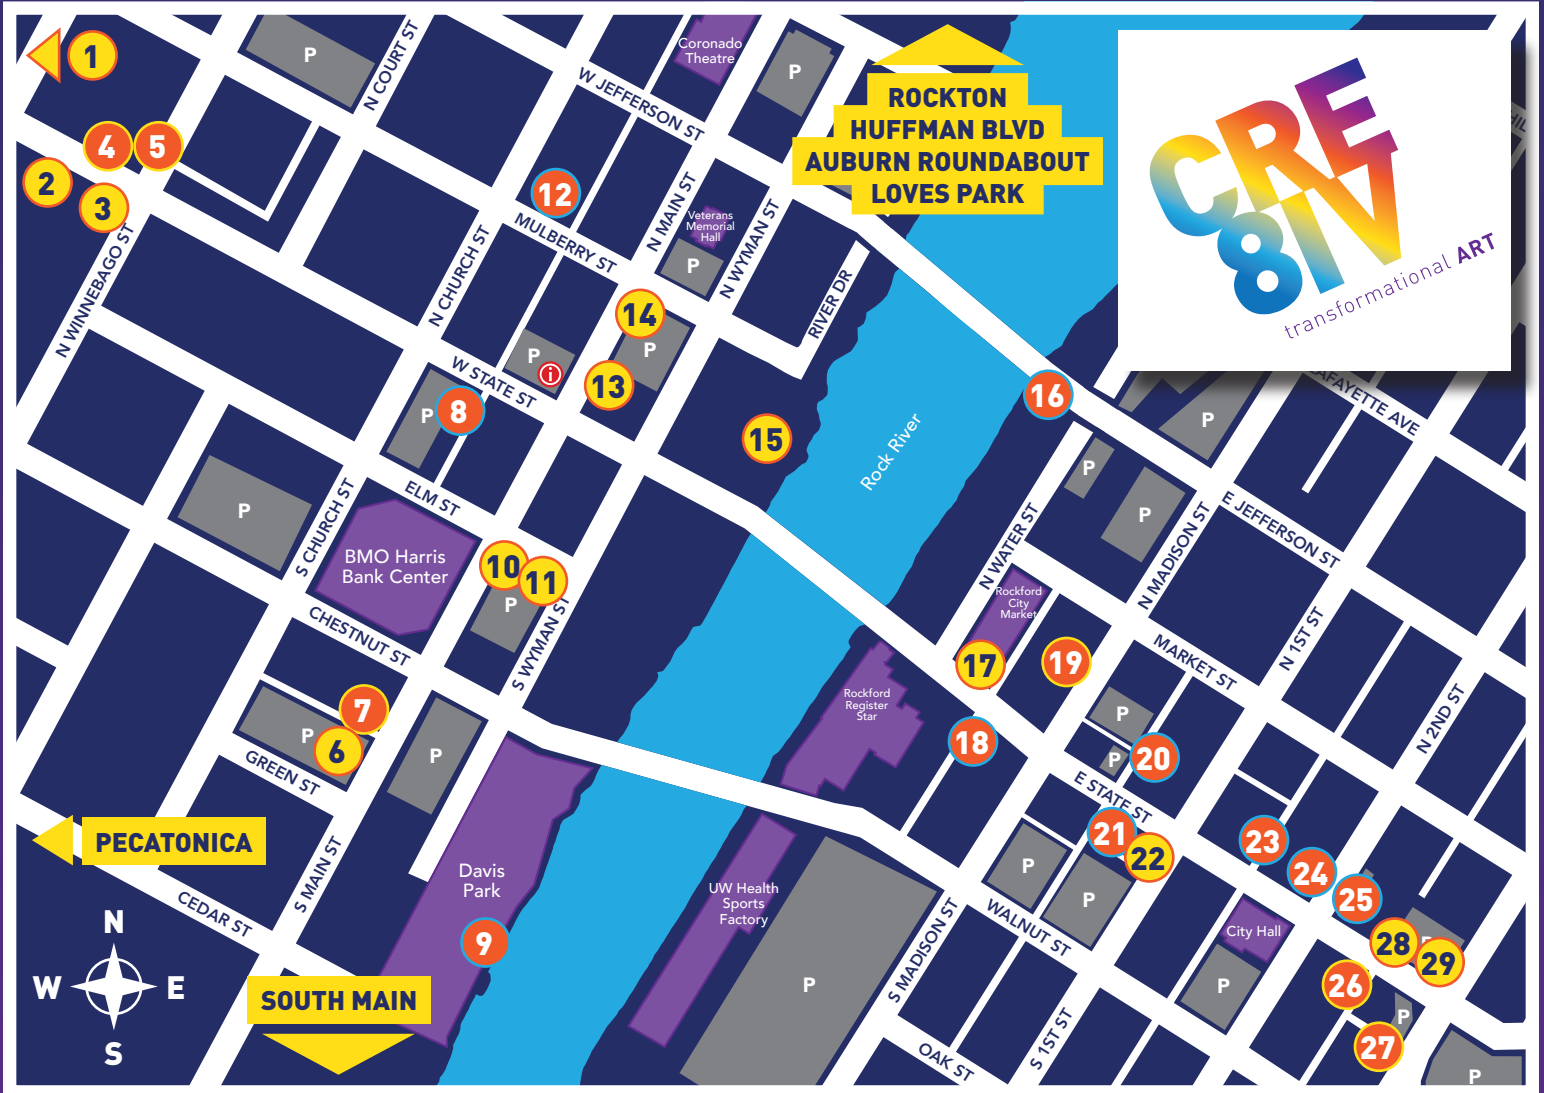 1
P
N COURT ST
Coronado
Theatre
P
W JEFFERSON ST
ROCKTON
HUFFMAN BLVD
AUBURN ROUNDABOUT
LOVES PARK
CRE
8IV
transformational ART
4
5
2
3
12
MULBERRY ST
N MAIN ST
Veterans
Memorial
Hall
P
N WYMAN ST
RIVER DR
N WINNEBAGO ST
N CHURCH ST
14
P
13
P
i
W STATE ST
P
8
15
Rock River
16
P
LAFAYETTE AVE
P
P
E JEFFERSON ST
P
S CHURCH ST
ELM ST
BMO Harris
Bank Center
10
11
P
S WYMAN ST
CHESTNUT ST
N WATER ST
N MADISON ST
Rockford
City
Market
17
19
MARKET ST
N 1ST ST
N 2ND ST
7
P
6
GREEN ST
P
Rockford
Register
Star
18
P
P
20
E STATE ST
21
22
23
24
25
28
29
26
P
27
PECATONICA
CEDAR ST
S MAIN ST
Davis
Park
9
UW Health
Sports
Factory
P
P
P
WALNUT ST
S MADISON ST
City Hall
P
S 1ST ST
OAK ST
P
N
W
E
S
SOUTH MAIN